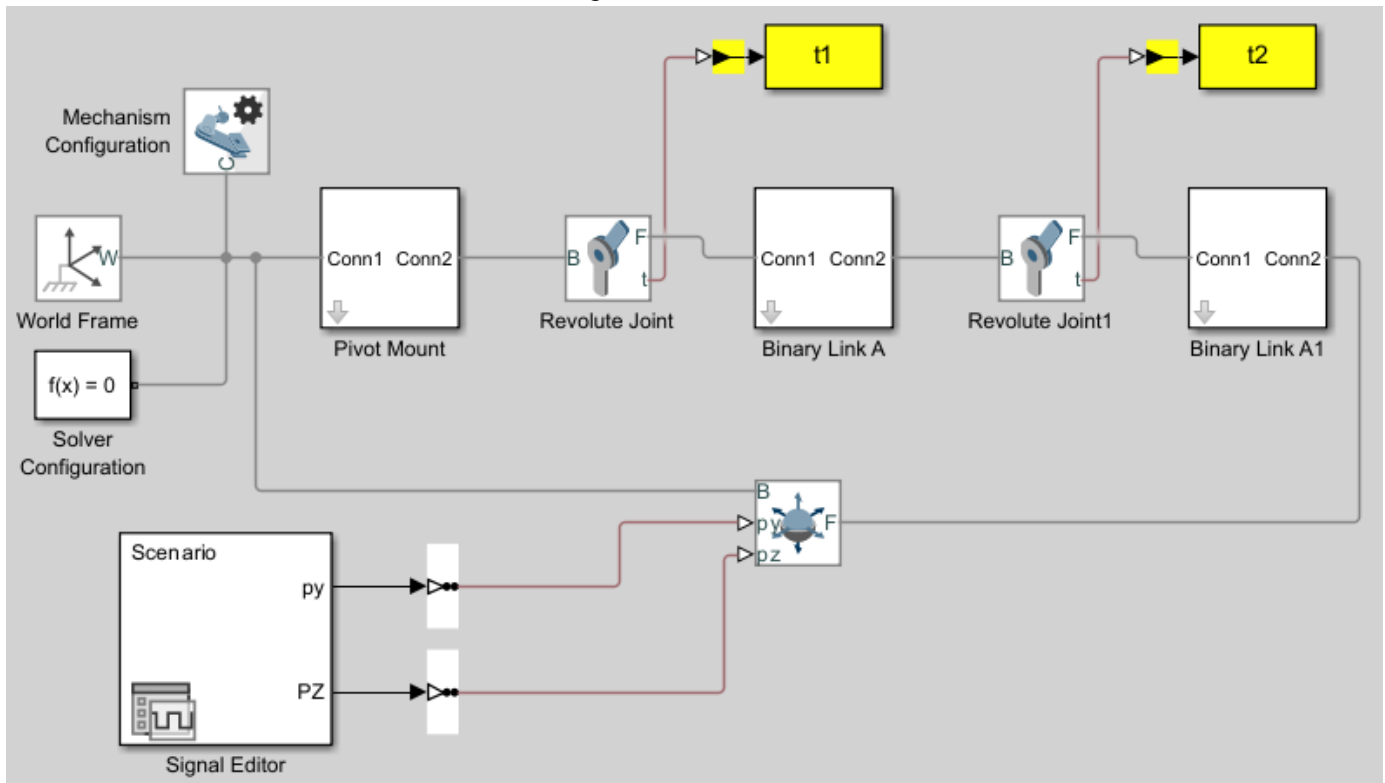 t1
t2
Mechanism
Configuration
C
W
World Frame
Conn1 Conn2
Pivot Mount
B
F
t
Revolute Joint
Conn1 Conn2
Binary Link A
B
F
t
Revolute Joint1
Conn1 Conn2
Binary Link A1
f(x) = 0
Solver
Configuration
B
py
F
pz
Scenario
py
PZ
Signal Editor